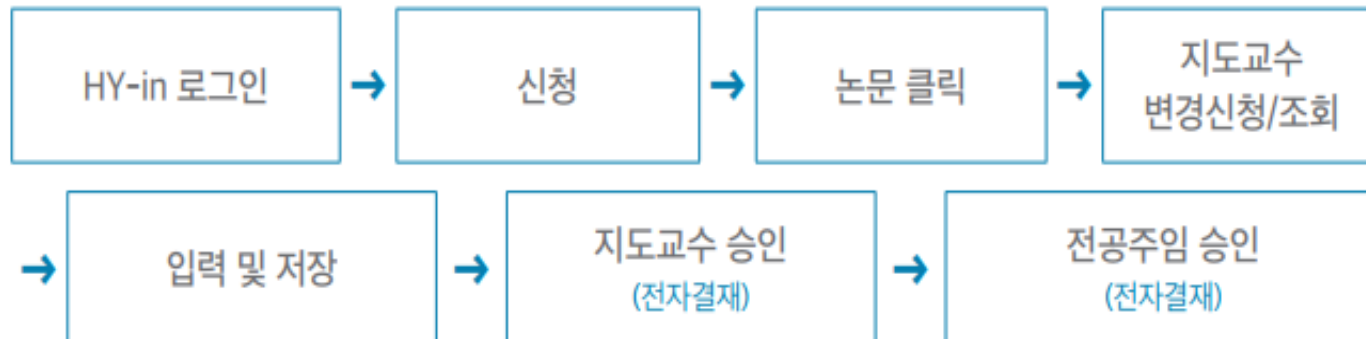 HY-in 로그인 → 신청 → 논문 클릭 → 지도교수
변경신청/조회
→ 입력 및 저장 → 지도교수 승인
(전자결재)
→ 전공주임 승인
(전자결재)